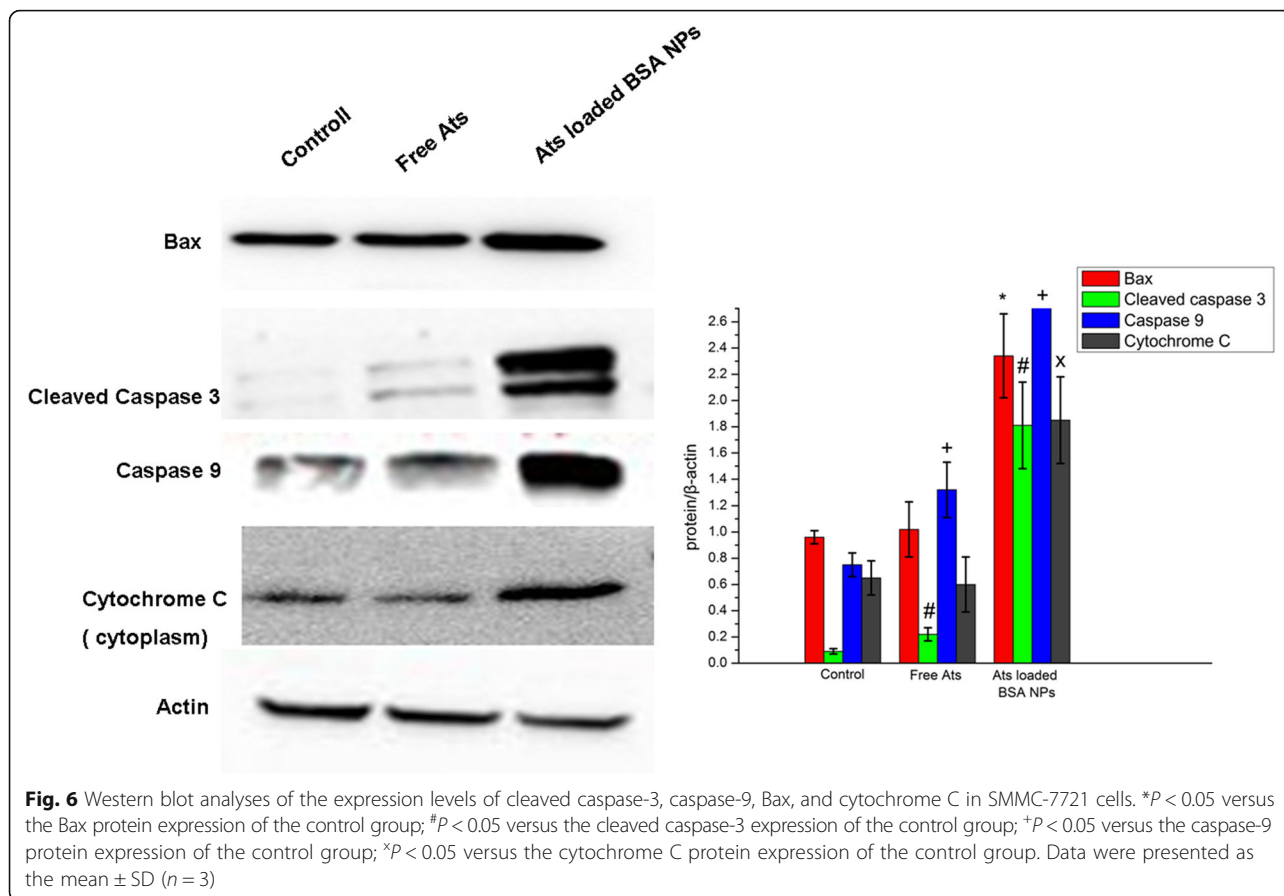 Controll
Free Ats
Ats loaded BSA NPs
Bax
Cleaved Caspase 3
Caspase 9
Cytochrome C
( cytoplasm)
Actin
Bax
Cleaved caspase 3
Caspase 9
Cytochrome C
protein/β-actin
2.6
2.4
2.2
2.0
1.8
1.6
1.4
1.2
1.0
0.8
0.6
0.4
0.2
0.0
#
+
*
#
+
x
Control
Free Ats
Ats loaded
BSA NPs
Fig. 6 Western blot analyses of the expression levels of cleaved caspase-3, caspase-9, Bax, and cytochrome C in SMMC-7721 cells. *P < 0.05 versus
the Bax protein expression of the control group; #P < 0.05 versus the cleaved caspase-3 expression of the control group; +P < 0.05 versus the caspase-9
protein expression of the control group; xP < 0.05 versus the cytochrome C protein expression of the control group. Data were presented as
the mean ± SD (n = 3)